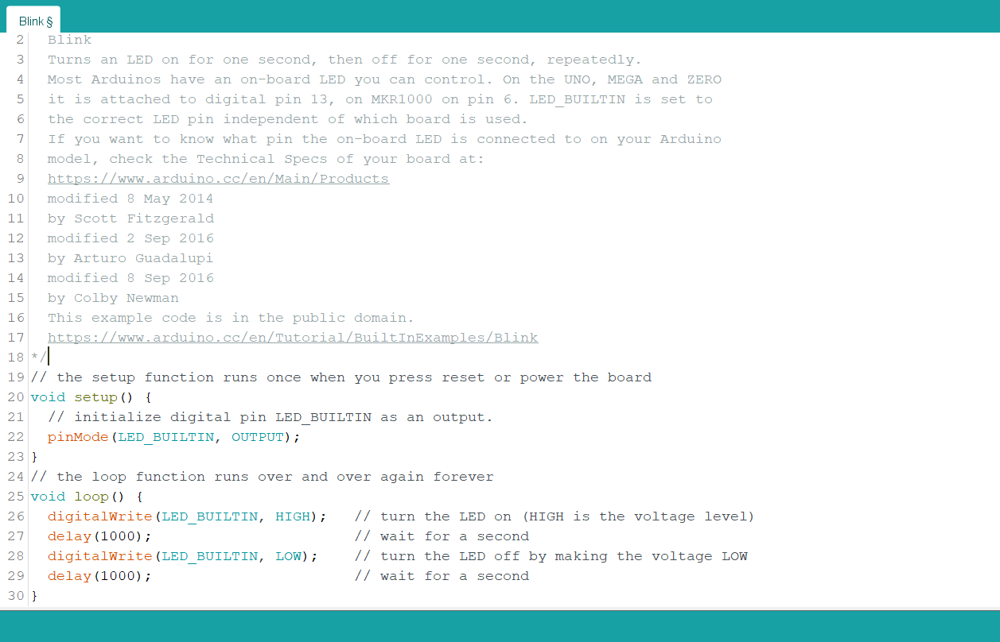 Blink §
2 Blink
3 Turns an LED on for one second, then off for one second, repeatedly.
4 Most Arduinos have an on-board LED you can control. On the UNO, MEGA and ZERO
5 it is attached to digital pin 13, on MKR1000 on pin 6. LED_BUILTIN is set to
6 the correct LED pin independent of which board is used.
7 If you want to know what pin the on-board LED is connected to on your Arduino
8 model, check the Technical Specs of your board at:
9 https://www.arduino.cc/en/Main/Products
10 modified 8 May 2014
11 by Scott Fitzgerald
12 modified 2 Sep 2016
13 by Arturo Guadalupi
14 modified 8 Sep 2016
15 by Colby Newman
16 This example code is in the public domain.
17 https://www.arduino.cc/en/Tutorial/BuiltInExamples/Blink
18 */
19 // the setup function runs once when you press reset or power the board
20 void setup() {
21 // initialize digital pin LED_BUILTIN as an output.
22 pinMode(LED_BUILTIN, OUTPUT);
23 }
24 // the loop function runs over and over again forever
25 void loop() {
26 digitalWrite(LED_BUILTIN, HIGH); // turn the LED on (HIGH is the voltage level)
27 delay(1000); // wait for a second
28 digitalWrite(LED_BUILTIN, LOW); // turn the LED off by making the voltage LOW
29 delay(1000); // wait for a second
30 }